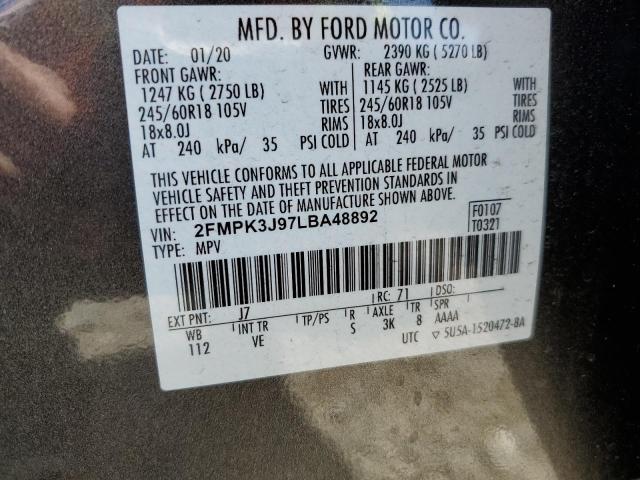 MFD. BY FORD MOTOR CO.
DATE: 01/20 GVWR: 2390 KG ( 5270 LB)
FRONT GAWR: REAR GAWR:
1247 KG ( 2750 LB) WITH 1145 KG ( 2525 LB) WITH
245/60R18 105V TIRES 245/60R18 105V TIRES
18x8.0J RIMS 18x8.0J RIMS
AT 240 kPa/ 35 PSI COLD AT 240 kPa/ 35 PSI COLD
THIS VEHICLE CONFORMS TO ALL APPLICABLE FEDERAL MOTOR
VEHICLE SAFETY AND THEFT PREVENTION STANDARDS IN
EFFECT ON THE DATE OF MANUFACTURE SHOWN ABOVE.
VIN: 2FMPK3J97LBA48892 F0107
TYPE: MPV T0321
EXT PNT: J7 RC: 71 DSO:
WB INT TR TP/PS R AXLE TR SPR
112 VE S 3K 8 AAAA
UTC ▽ 5U5A-1520472-BA